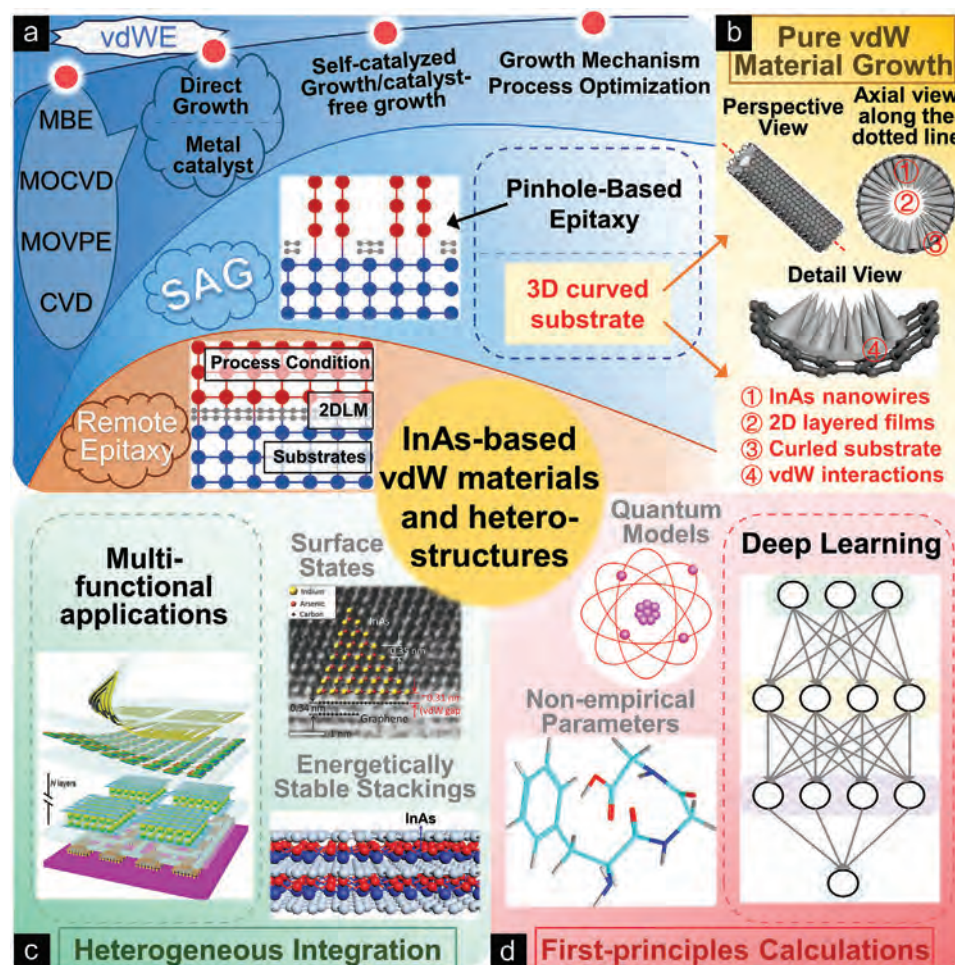 a
vdWE
MBE
MOCVD
MOVPE
CVD
Direct
Growth
Metal
catalyst
Self-catalyzed
Growth/catalyst-
free growth
Growth Mechanism
Process Optimization
SAG
Pinhole-Based
Epitaxy
3D curved
substrate
Remote
Epitaxy
Process Condition
2DLM
Substrates
b
Pure vdW
Material Growth
Perspective
View
Axial view
along the
dotted line
①
②
③
Detail View
④
① InAs nanowires
② 2D layered films
③ Curled substrate
④ vdW interactions
InAs-based
vdW materials
and hetero-
structures
Multi-
functional
applications
N layers
Surface
States
Indium
Arsenic
Carbon
InAs
0.35 nm
0.31 nm
(vdW gap
0.34 nm
Graphene
1 nm
Energetically
Stable Stackings
InAs
c
Heterogeneous Integration
Quantum
Models
Non-empirical
Parameters
Deep Learning
d
First-principles Calculations